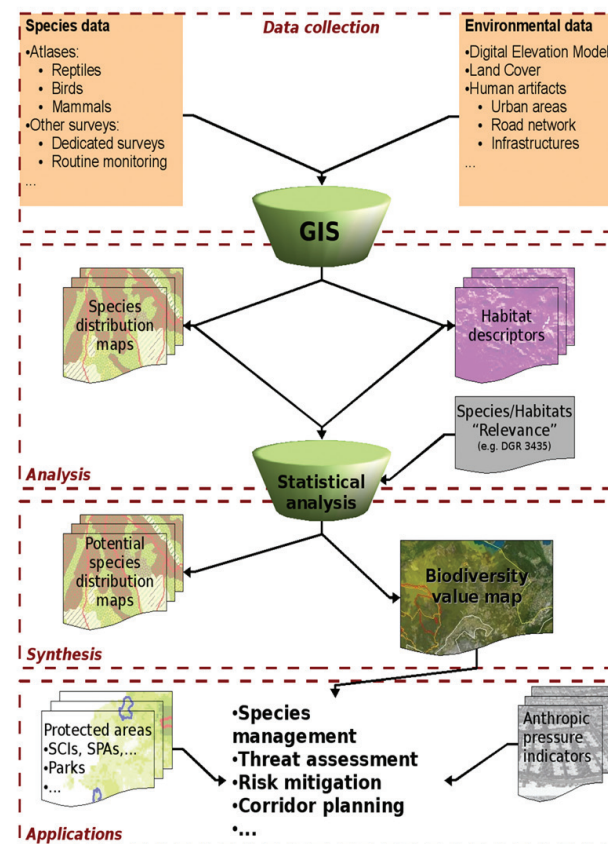 Species data
•Atlases:
• Reptiles
• Birds
• Mammals
•Other surveys:
• Dedicated surveys
• Routine monitoring
...
Data collection
Environmental data
•Digital Elevation Model
•Land Cover
•Human artifacts
• Urban areas
• Road network
• Infrastructures
...
GIS
Species
distribution
maps
Habitat
descriptors
Species/Habitats
“Relevance”
(e.g. DGR 3435)
Analysis
Statistical
analysis
Potential
species
distribution
maps
Biodiversity
value map
Synthesis
Protected areas
•SCIs, SPAs,...
•Parks
•...
•Species
management
•Threat assessment
•Risk mitigation
•Corridor planning
•...
Anthropic
pressure
indicators
Applications